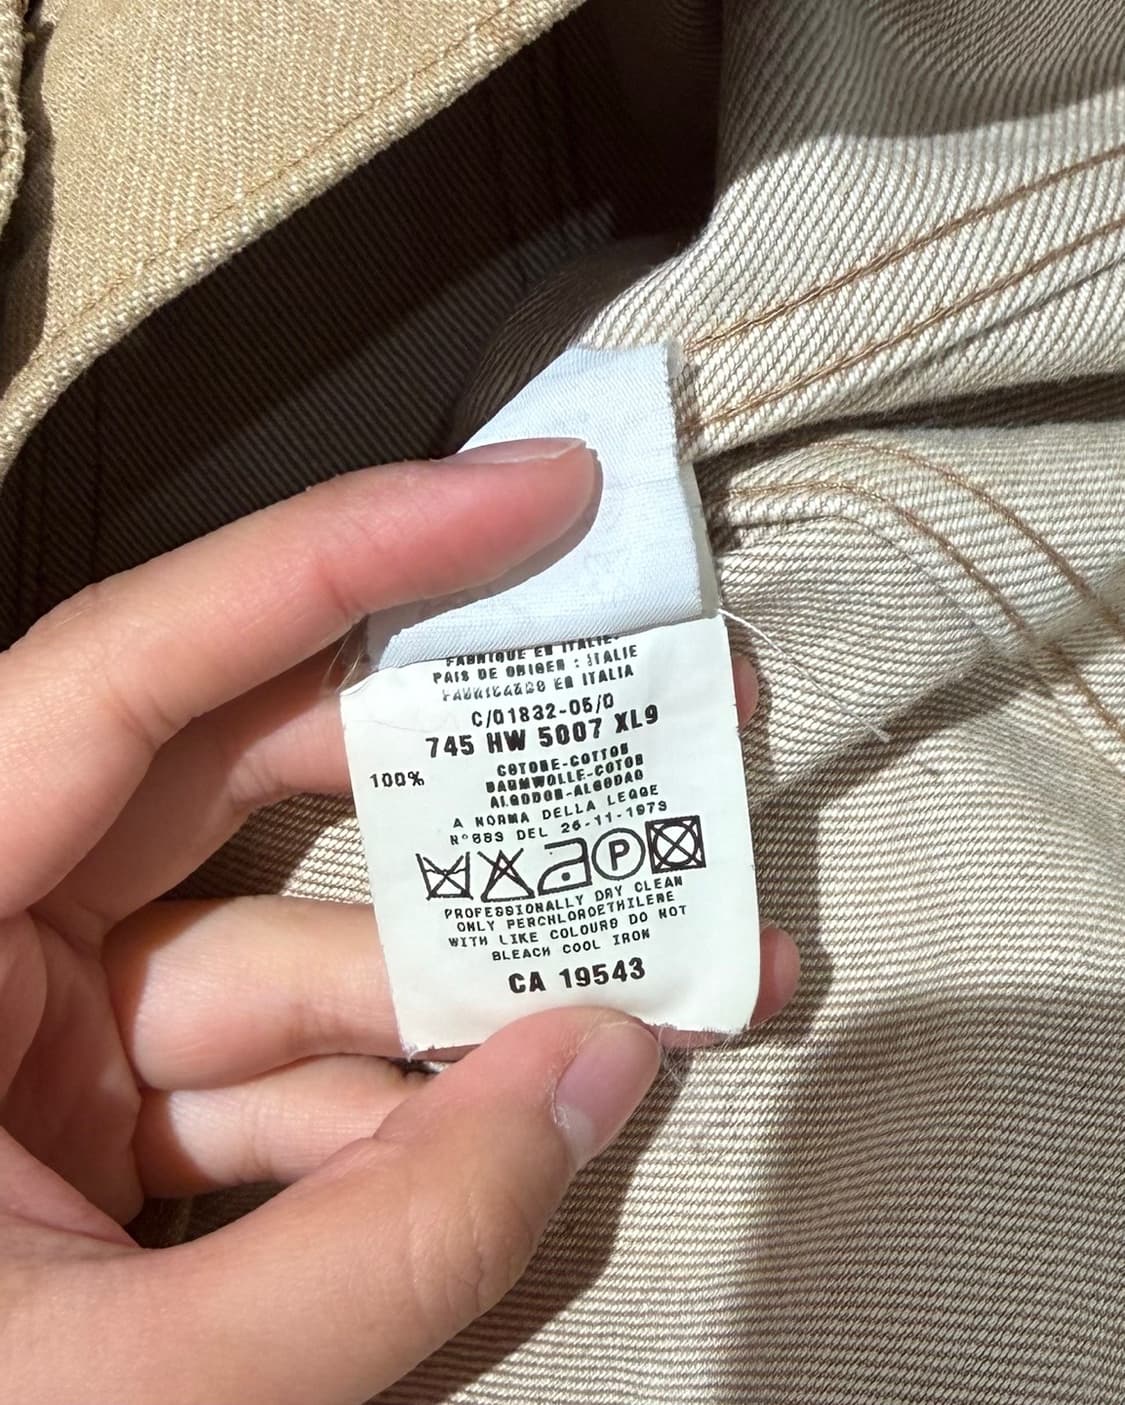 FABRIQUE EN ITALIE-
PAIS DE ORIGEN : ITALIE
FABRICADO EN ITALIA
C/01832-05/0
745 HW 5007 XL9
100%
COTONE-COTTON
BAUMWOLLE-COTON
ALGODON-ALGODAO
A NORMA DELLA LEGGE
N°883 DEL 26-11-1973
P
PROFESSIONALLY DRY CLEAN
ONLY PERCHLOROETHILENE
WITH LIKE COLOURS DO NOT
BLEACH COOL IRON
CA 19543